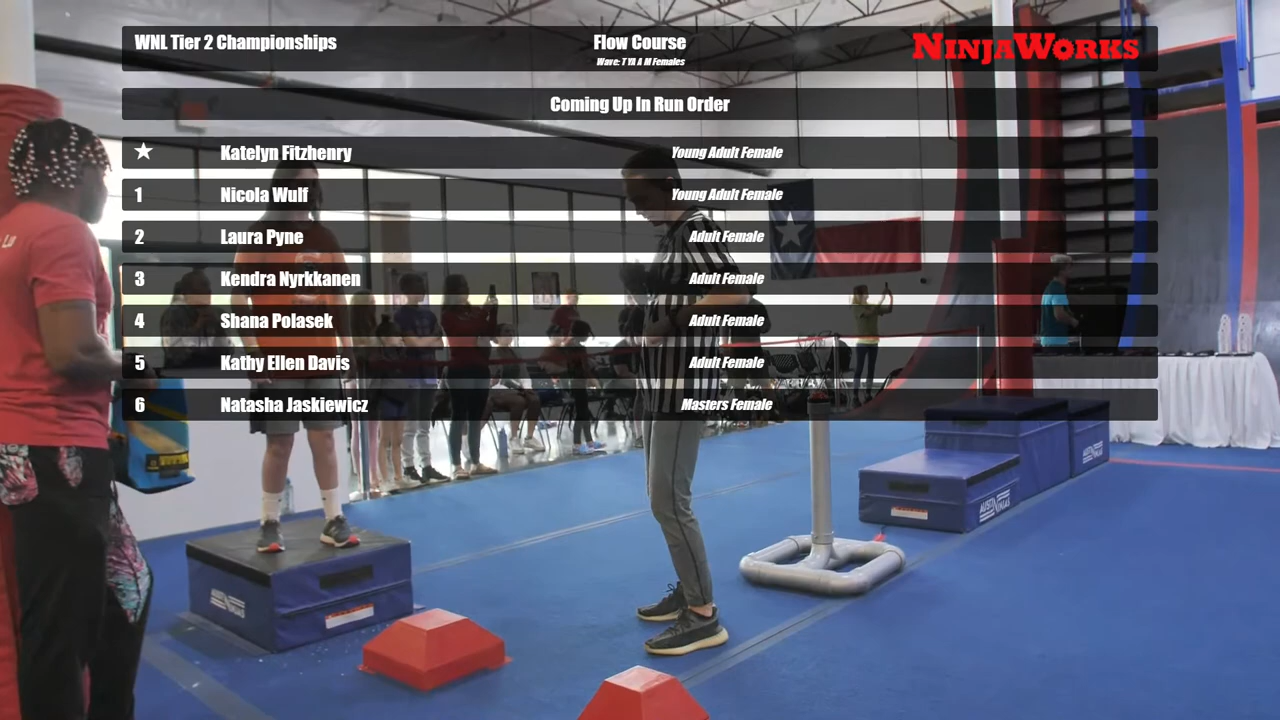 WNL Tier 2 Championships
Flow Course
NinjaWorks
Wave: T YA A M Females
Coming Up In Run Order
★ Katelyn Fitzhenry Young Adult Female
1 Nicola Wulf Young Adult Female
2 Laura Pyne Adult Female
3 Kendra Nyrkkanen Adult Female
4 Shana Polasek Adult Female
5 Kathy Ellen Davis Adult Female
6 Natasha Jaskiewicz Masters Female